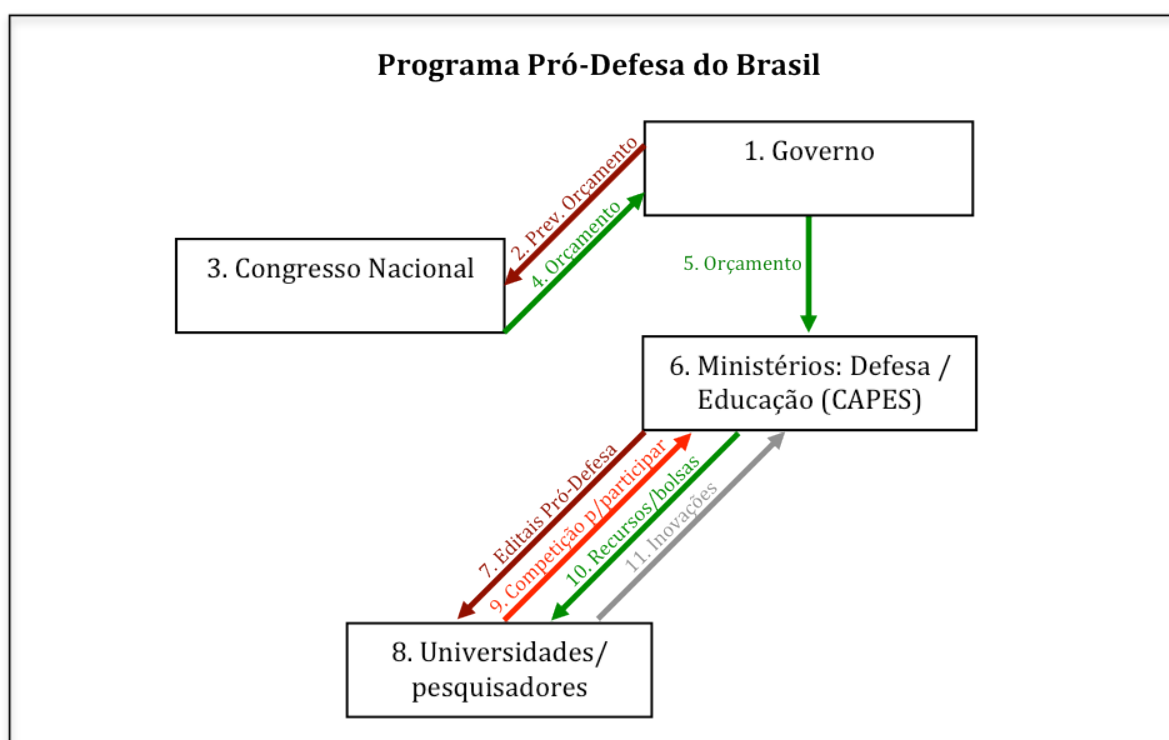 Programa Pró-Defesa do Brasil
1. Governo
2. Prev. Orçamento
3. Congresso Nacional
4. Orçamento
5. Orçamento
6. Ministérios: Defesa /
Educação (CAPES)
7. Editais Pró-Defesa
9. Competição p/participar
10. Recursos/bolsas
11. Inovações
8. Universidades/
pesquisadores